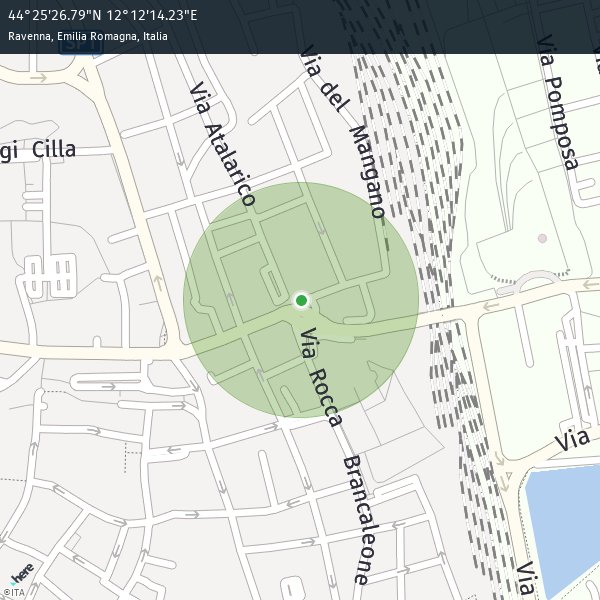 44°25'26.79"N 12°12'14.23"E
Ravenna, Emilia Romagna, Italia
SP1
Via del Mangano
Via Pomposa
Via Atalarico
gi Cilla
Via Rocca Brancaleone
Via
Via
here
©ITA